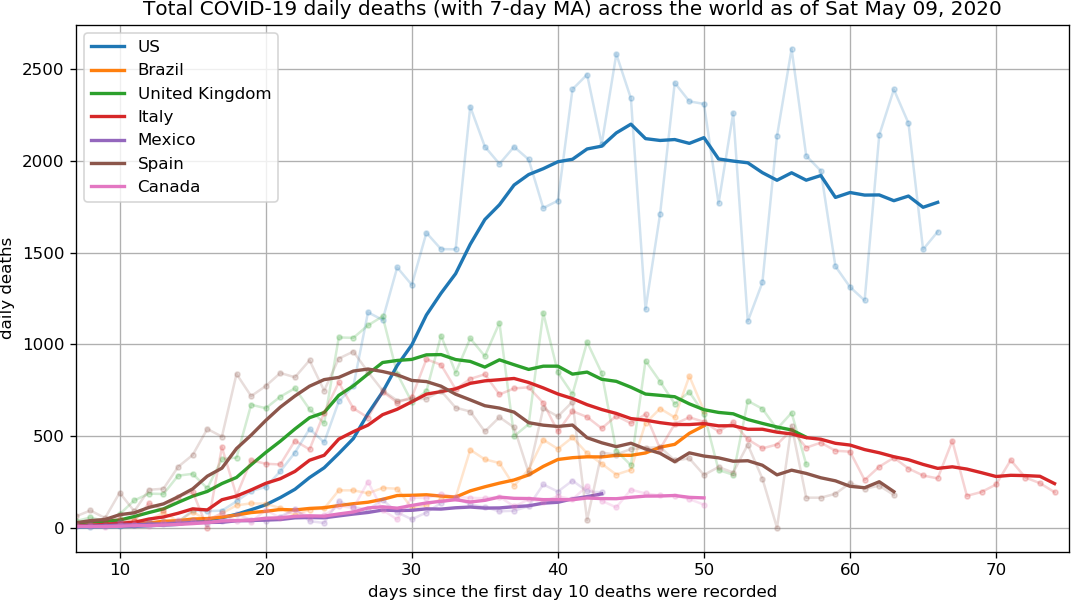 Total COVID-19 daily deaths (with 7-day MA) across the world as of Sat May 09, 2020
US
Brazil
United Kingdom
Italy
Mexico
Spain
Canada
2500
2000
1500
1000
500
0
daily deaths
10 20 30 40 50 60 70
days since the first day 10 deaths were recorded